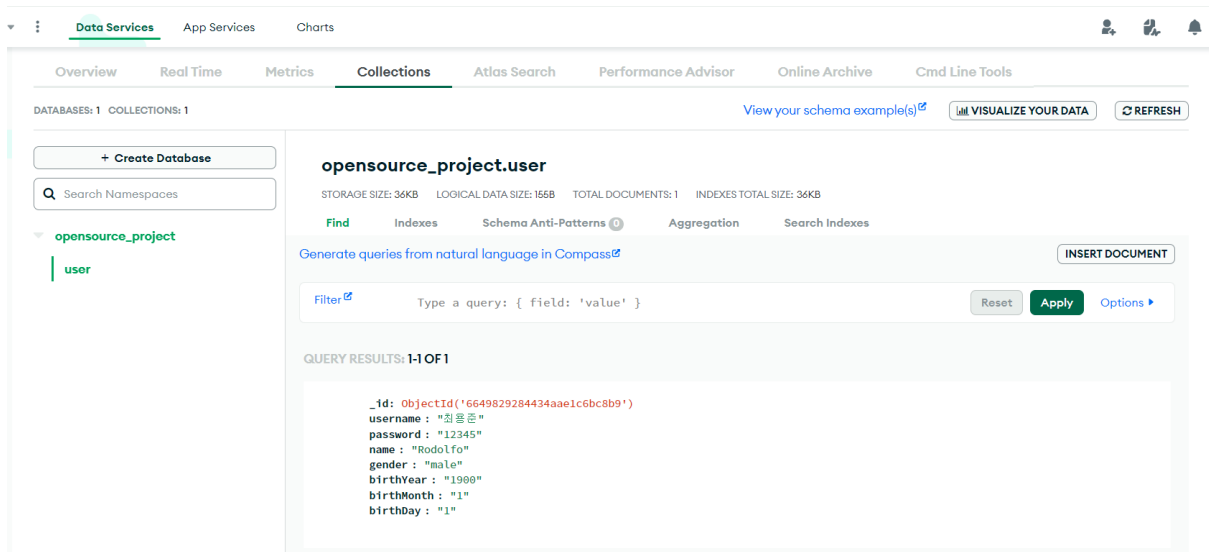 Data Services App Services Charts
Overview Real Time Metrics Collections Atlas Search Performance Advisor Online Archive Cmd Line Tools
DATABASES: 1 COLLECTIONS: 1
View your schema example(s) VISUALIZE YOUR DATA REFRESH
+ Create Database
Search Namespaces
opensource_project
user
opensource_project.user
STORAGE SIZE: 36KB LOGICAL DATA SIZE: 155B TOTAL DOCUMENTS: 1 INDEXES TOTAL SIZE: 36KB
Find Indexes Schema Anti-Patterns 0 Aggregation Search Indexes
Generate queries from natural language in Compass
INSERT DOCUMENT
Filter Type a query: { field: 'value' } Reset Apply Options
QUERY RESULTS: 1-1 OF 1
_id: ObjectId('6649829284434aae1c6bc8b9')
username : "최용준"
password : "12345"
name : "Rodolfo"
gender : "male"
birthYear : "1900"
birthMonth : "1"
birthDay : "1"